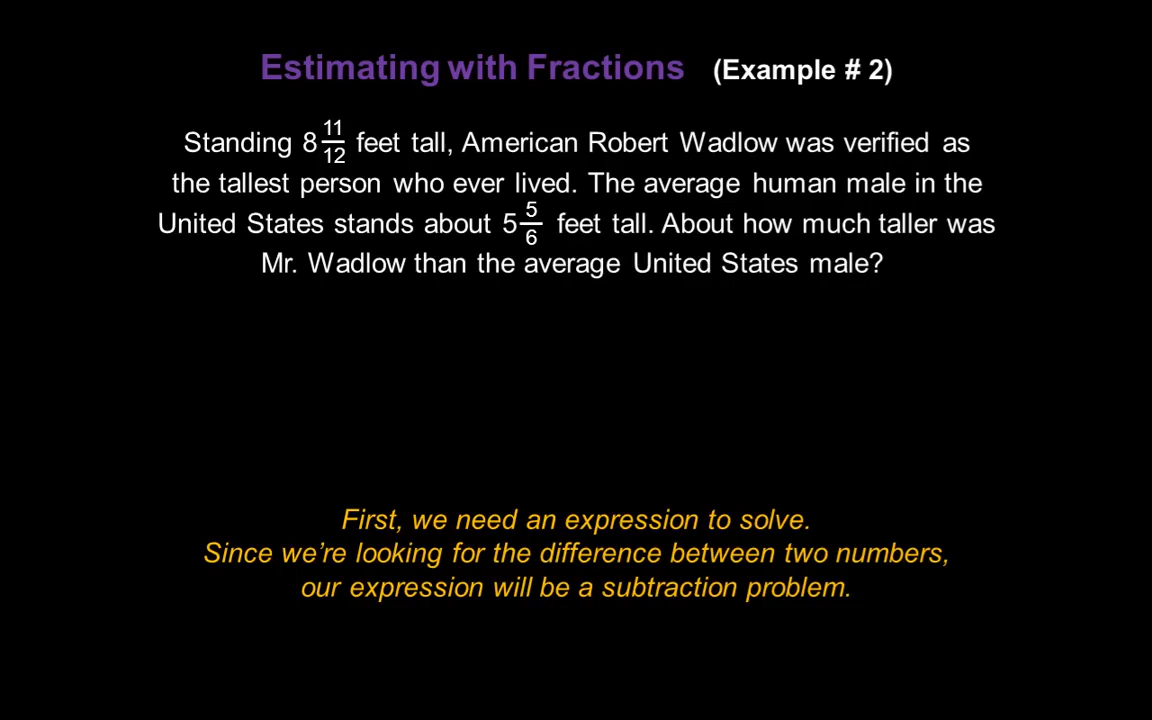 Estimating with Fractions (Example # 2)
Standing 8 11/12 feet tall, American Robert Wadlow was verified as
the tallest person who ever lived. The average human male in the
United States stands about 5 5/6 feet tall. About how much taller was
Mr. Wadlow than the average United States male?
First, we need an expression to solve.
Since we’re looking for the difference between two numbers,
our expression will be a subtraction problem.